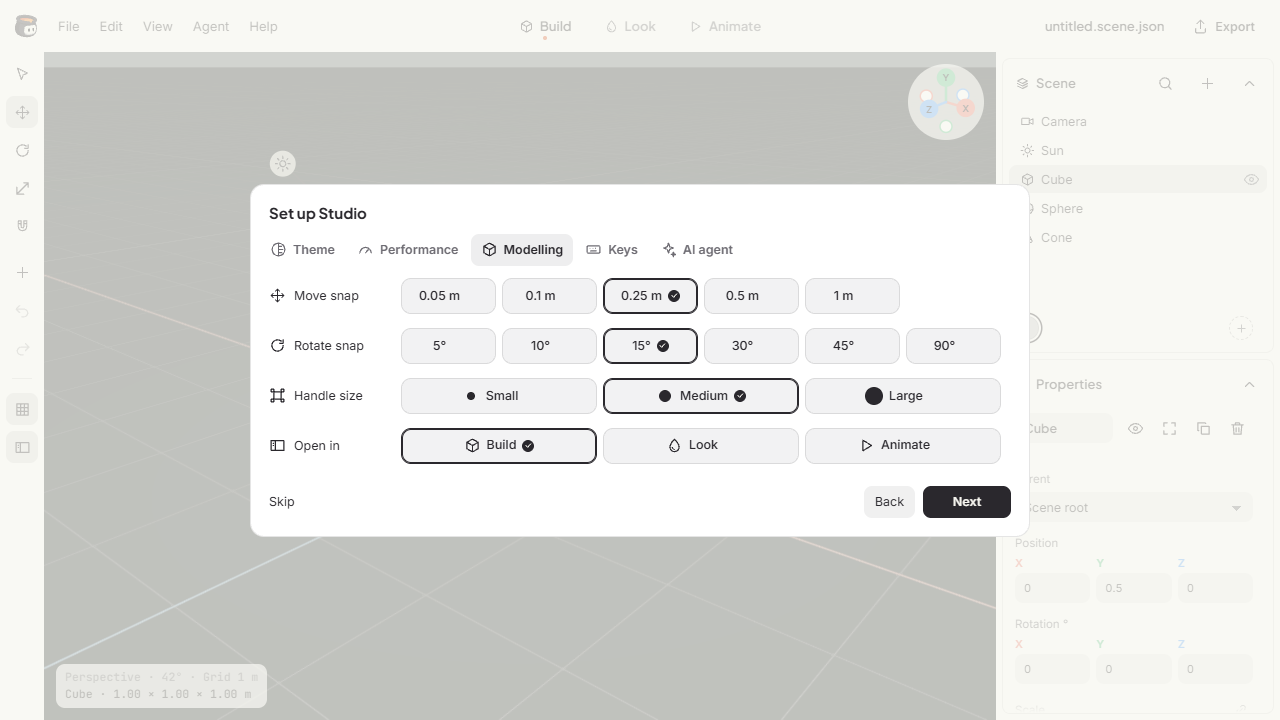 File Edit View Agent Help Build Look Animate untitled.scene.json Export
Y
Z X
Scene
Camera
Sun
Cube
Sphere
Cone
Set up Studio
Theme Performance Modelling Keys AI agent
Move snap 0.05 m 0.1 m 0.25 m 0.5 m 1 m
Rotate snap 5° 10° 15° 30° 45° 90°
Handle size Small Medium Large
Open in Build Look Animate
Skip Back Next
Properties
Cube
Scene root
Position
X Y Z
0 0.5 0
Rotation °
X Y Z
0 0 0
Perspective · 42° · Grid 1 m
Cube · 1.00 × 1.00 × 1.00 m